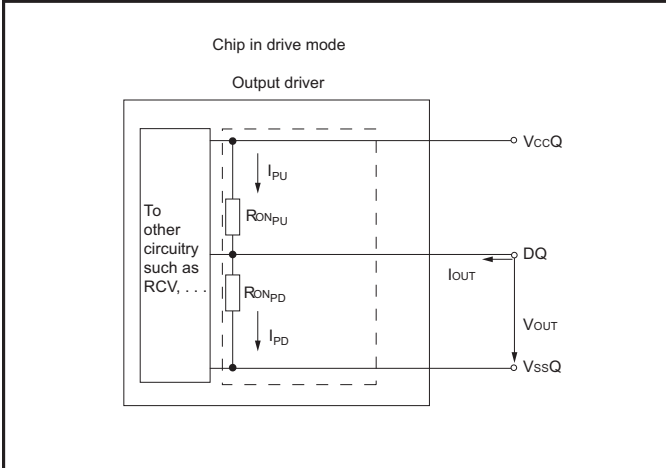 Chip in drive mode
Output driver
VCCQ
IPU
RONPU
To
other
circuitry
such as
RCV, . . .
DQ
IOUT
RONPD
VOUT
IPD
VSSQ